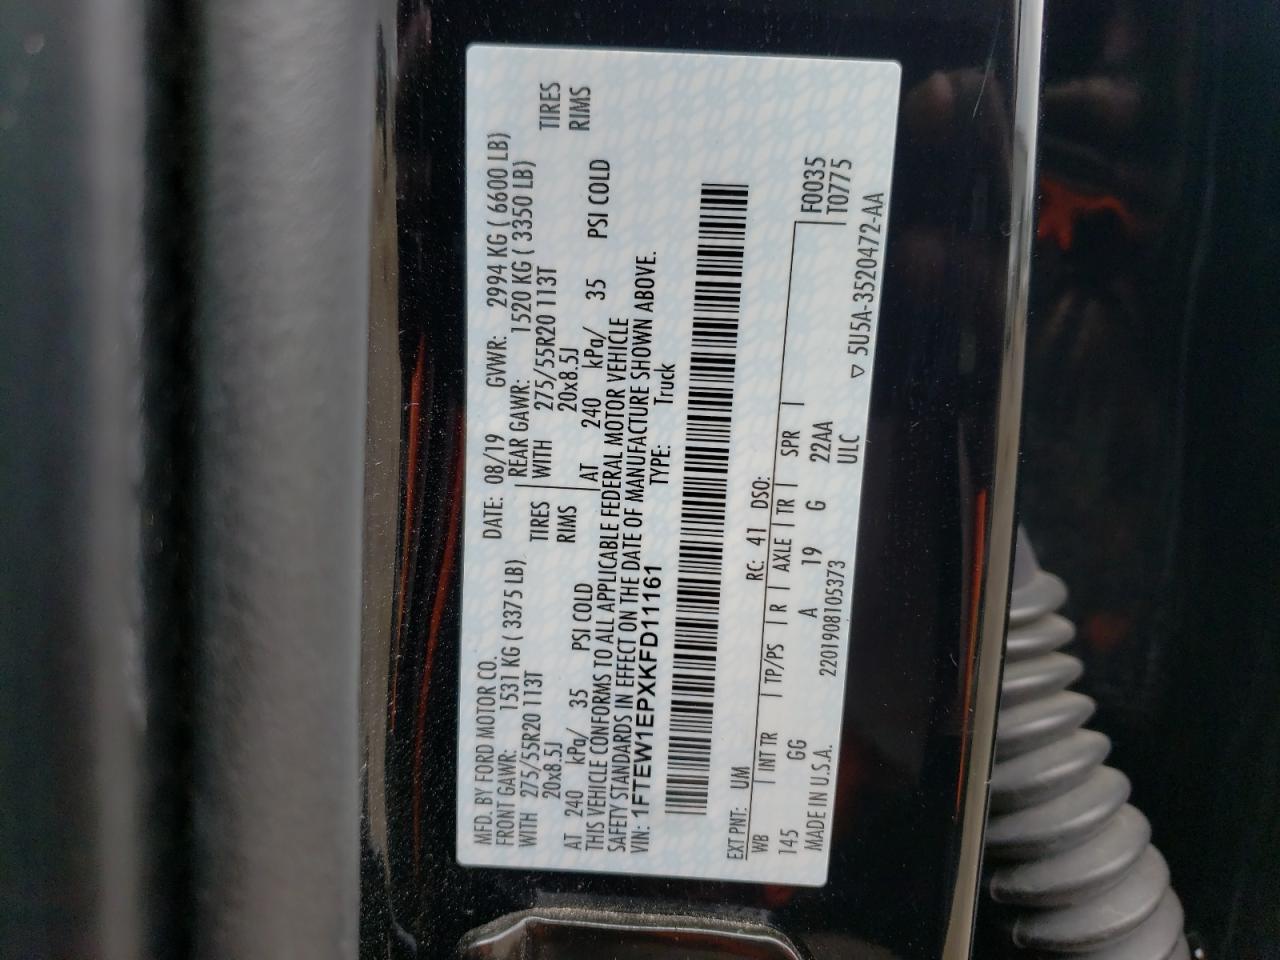 MFD. BY FORD MOTOR CO.
DATE: 08/19 GVWR: 2994 KG ( 6600 LB)
FRONT GAWR: 1531 KG ( 3375 LB) REAR GAWR: 1520 KG ( 3350 LB)
WITH 275/55R20 113T TIRES WITH 275/55R20 113T TIRES
20x8.5J RIMS 20x8.5J RIMS
AT 240 kPa/ 35 PSI COLD AT 240 kPa/ 35 PSI COLD
THIS VEHICLE CONFORMS TO ALL APPLICABLE FEDERAL MOTOR VEHICLE
SAFETY STANDARDS IN EFFECT ON THE DATE OF MANUFACTURE SHOWN ABOVE.
VIN: 1FTEW1EPXKFD11161 TYPE: Truck
EXT PNT: UM RC: 41 DSO:
WB INT TR TP/PS R AXLE TR SPR F0035
145 GG A 19 G 22AA T0775
MADE IN U.S.A. 2201908105373 ULC
▽ 5U5A-3520472-AA